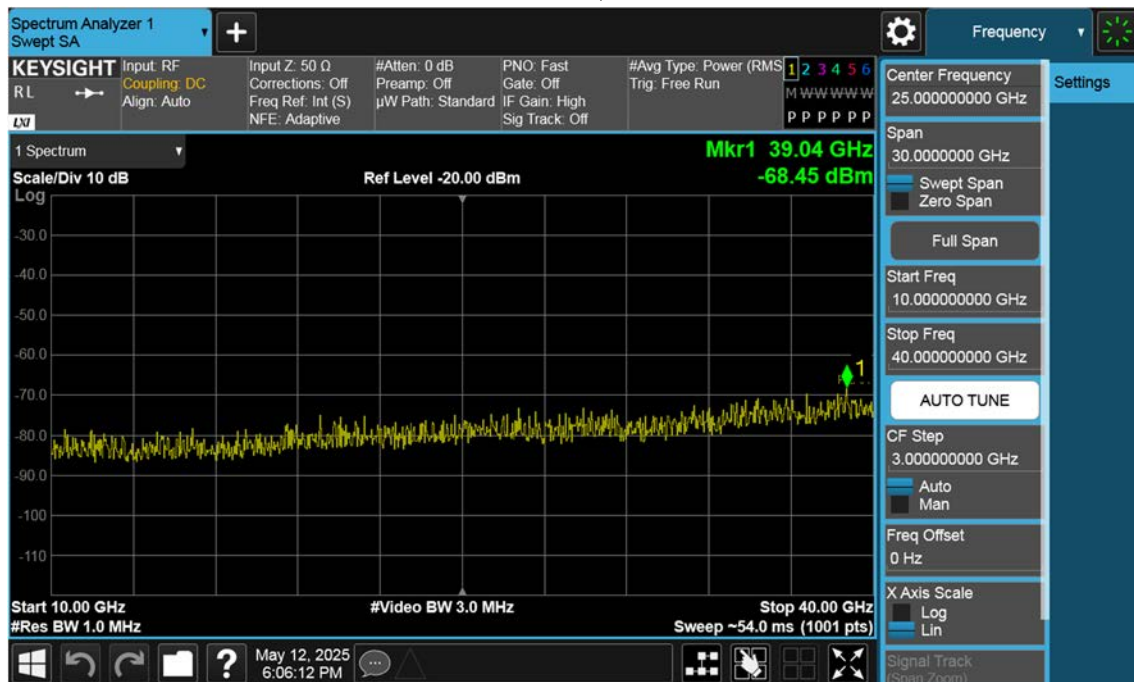 Spectrum Analyzer 1
Swept SA
+
Frequency
KEYSIGHT
RL
LXI
Input: RF
Coupling: DC
Align: Auto
Input Z: 50 Ω
Corrections: Off
Freq Ref: Int (S)
NFE: Adaptive
#Atten: 0 dB
Preamp: Off
µW Path: Standard
PNO: Fast
Gate: Off
IF Gain: High
Sig Track: Off
#Avg Type: Power (RMS
Trig: Free Run
1 2 3 4 5 6
M W W W W W
P P P P P P
1 Spectrum
Scale/Div 10 dB
Ref Level -20.00 dBm
Mkr1 39.04 GHz
-68.45 dBm
Log
-30.0
-40.0
-50.0
-60.0
1
-70.0
-80.0
-90.0
-100
-110
Start 10.00 GHz
#Video BW 3.0 MHz
Stop 40.00 GHz
#Res BW 1.0 MHz
Sweep ~54.0 ms (1001 pts)
?
May 12, 2025
6:06:12 PM
Center Frequency
25.000000000 GHz
Settings
Span
30.0000000 GHz
Swept Span
Zero Span
Full Span
Start Freq
10.000000000 GHz
Stop Freq
40.000000000 GHz
AUTO TUNE
CF Step
3.000000000 GHz
Auto
Man
Freq Offset
0 Hz
X Axis Scale
Log
Lin
Signal Track
(Span Zoom)